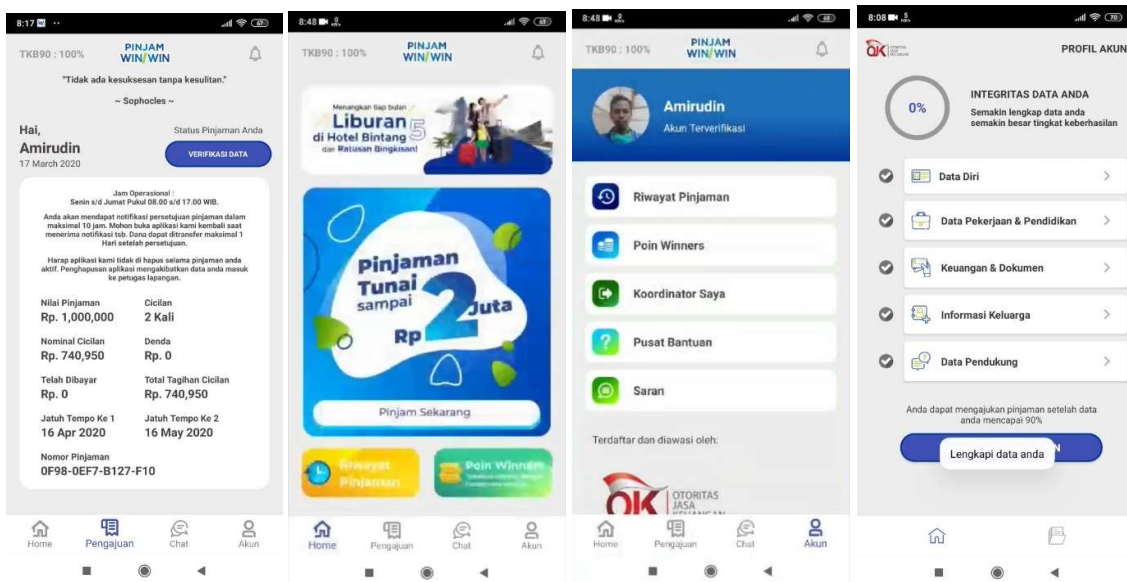 8:17
67
TKB90 : 100%
PINJAM
WIN/WIN
"Tidak ada kesuksesan tanpa kesulitan."
~ Sophocles ~
Hai,
Amirudin
17 March 2020
Status Pinjaman Anda
VERIFIKASI DATA
Jam Operasional :
Senin s/d Jumat Pukul 08.00 s/d 17.00 WIB.
Anda akan mendapat notifikasi persetujuan pinjaman dalam
maksimal 10 jam. Mohon buka aplikasi kami kembali saat
menerima notifikasi tsb. Dana dapat ditransfer maksimal 1
Hari setelah persetujuan.
Harap aplikasi kami tidak di hapus selama pinjaman anda
aktif. Penghapusan aplikasi mengakibatkan data anda masuk
ke petugas lapangan.
Nilai Pinjaman
Rp. 1,000,000
Cicilan
2 Kali
Nominal Cicilan
Rp. 740,950
Denda
Rp. 0
Telah Dibayar
Rp. 0
Total Tagihan Cicilan
Rp. 740,950
Jatuh Tempo Ke 1
16 Apr 2020
Jatuh Tempo Ke 2
16 May 2020
Nomor Pinjaman
0F98-0EF7-B127-F10
Home
Pengajuan
Chat
Akun
8:48
TKB90 : 100%
PINJAM
WIN/WIN
Menangkan tiap bulan
Liburan
di Hotel Bintang 5
dan Ratusan Bingkisan!
Pinjaman
Tunai
sampai
Rp 2 Juta
Pinjam Sekarang
Riwayat
Pinjaman
Poin Winners
Home
Pengajuan
Chat
Akun
8:48
TKB90 : 100%
PINJAM
WIN/WIN
Amirudin
Akun Terverifikasi
Riwayat Pinjaman
Poin Winners
Koordinator Saya
Pusat Bantuan
Saran
Terdaftar dan diawasi oleh:
OJK
OTORITAS
JASA
KEUANGAN
Home
Pengajuan
Chat
Akun
8:08
70
OJK
PROFIL AKUN
0%
INTEGRITAS DATA ANDA
Semakin lengkap data anda
semakin besar tingkat keberhasilan
Data Diri
Data Pekerjaan & Pendidikan
Keuangan & Dokumen
Informasi Keluarga
Data Pendukung
Anda dapat mengajukan pinjaman setelah data
anda mencapai 90%
Lengkapi data anda